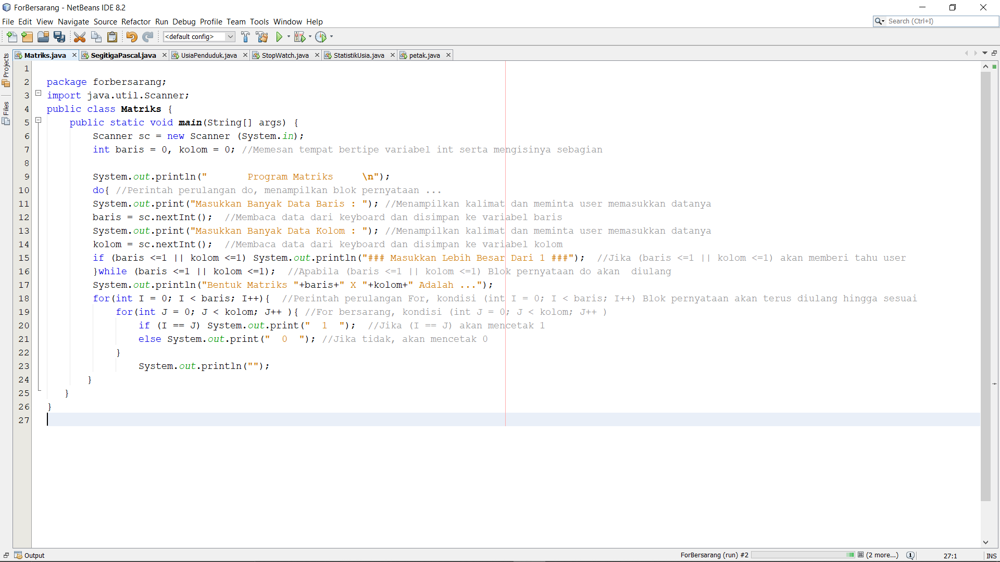 ForBersarang - NetBeans IDE 8.2
File Edit View Navigate Source Refactor Run Debug Profile Team Tools Window Help
Search (Ctrl+I)
<default config>
Matriks.java SegitigaPascal.java UsiaPenduduk.java StopWatch.java StatistikUsia.java petak.java
Projects
Files
1
2 package forbersarang;
3 import java.util.Scanner;
4 public class Matriks {
5 public static void main(String[] args) {
6 Scanner sc = new Scanner (System.in);
7 int baris = 0, kolom = 0; //Memesan tempat bertipe variabel int serta mengisinya sebagian
8
9 System.out.println("       Program Matriks     \n");
10 do{ //Perintah perulangan do, menampilkan blok pernyataan ...
11 System.out.print("Masukkan Banyak Data Baris : "); //Menampilkan kalimat dan meminta user memasukkan datanya
12 baris = sc.nextInt();  //Membaca data dari keyboard dan disimpan ke variabel baris
13 System.out.print("Masukkan Banyak Data Kolom : "); //Menampilkan kalimat dan meminta user memasukkan datanya
14 kolom = sc.nextInt();  //Membaca data dari keyboard dan disimpan ke variabel kolom
15 if (baris <=1 || kolom <=1) System.out.println("### Masukkan Lebih Besar Dari 1 ###");  //Jika (baris <=1 || kolom <=1) akan memberi tahu user
16 }while (baris <=1 || kolom <=1);  //Apabila (baris <=1 || kolom <=1) Blok pernyataan do akan  diulang
17 System.out.println("Bentuk Matriks "+baris+" X "+kolom+" Adalah ...");
18 for(int I = 0; I < baris; I++){  //Perintah perulangan For, kondisi (int I = 0; I < baris; I++) Blok pernyataan akan terus diulang hingga sesuai
19 for(int J = 0; J < kolom; J++ ){ //For bersarang, kondisi (int J = 0; J < kolom; J++ )
20 if (I == J) System.out.print("  1  ");  //Jika (I == J) akan mencetak 1
21 else System.out.print("  0  "); //Jika tidak, akan mencetak 0
22 }
23 System.out.println("");
24 }
25 }
26 }
27
Output
ForBersarang (run) #2 (2 more...) 1 27:1 INS